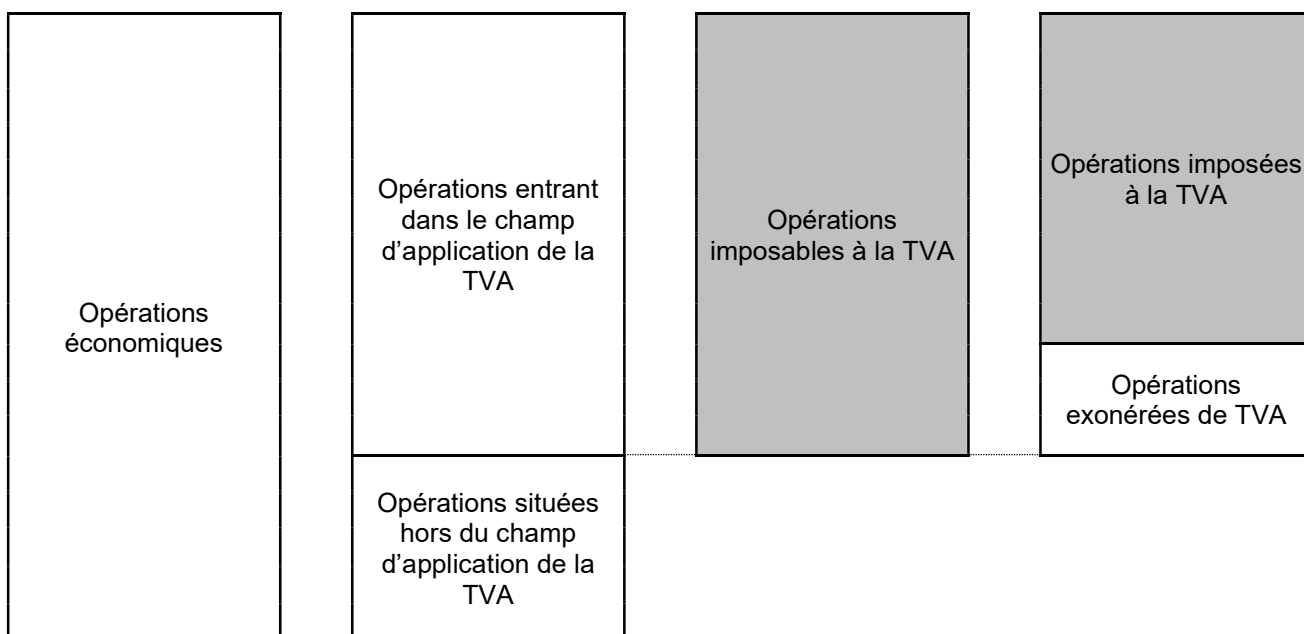 Opérations
économiques
Opérations entrant
dans le champ
d’application de la
TVA
Opérations situées
hors du champ
d’application de la
TVA
Opérations
imposables à la TVA
Opérations imposées
à la TVA
Opérations
exonérées de TVA